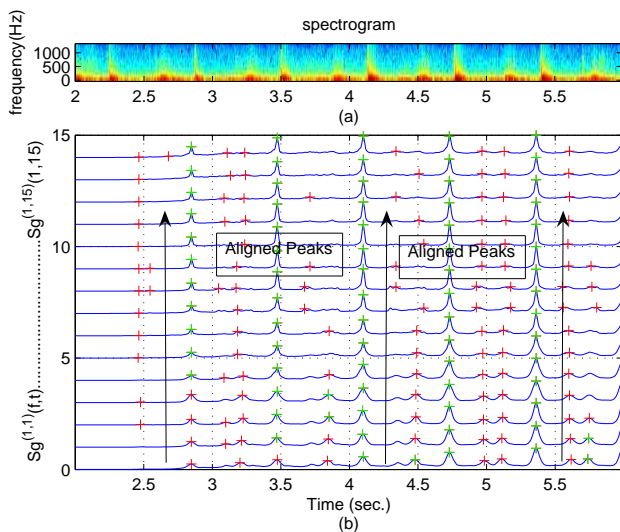 spectrogram
frequency(Hz)
1000
500
0
2 2.5 3 3.5 4 4.5 5 5.5
(a)
Sg(1,1)(f,t)..................Sg(1,15)(1,15)
15
10
5
0
Aligned Peaks
Aligned Peaks
2.5 3 3.5 4 4.5 5 5.5
Time (sec.)
(b)